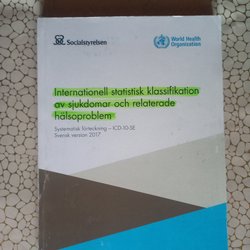 Socialstyrelsen
World Health
Organization
Internationell statistisk klassifikation
av sjukdomar och relaterade
hälsoproblem
Systematisk förteckning – ICD-10-SE
Svensk version 2017